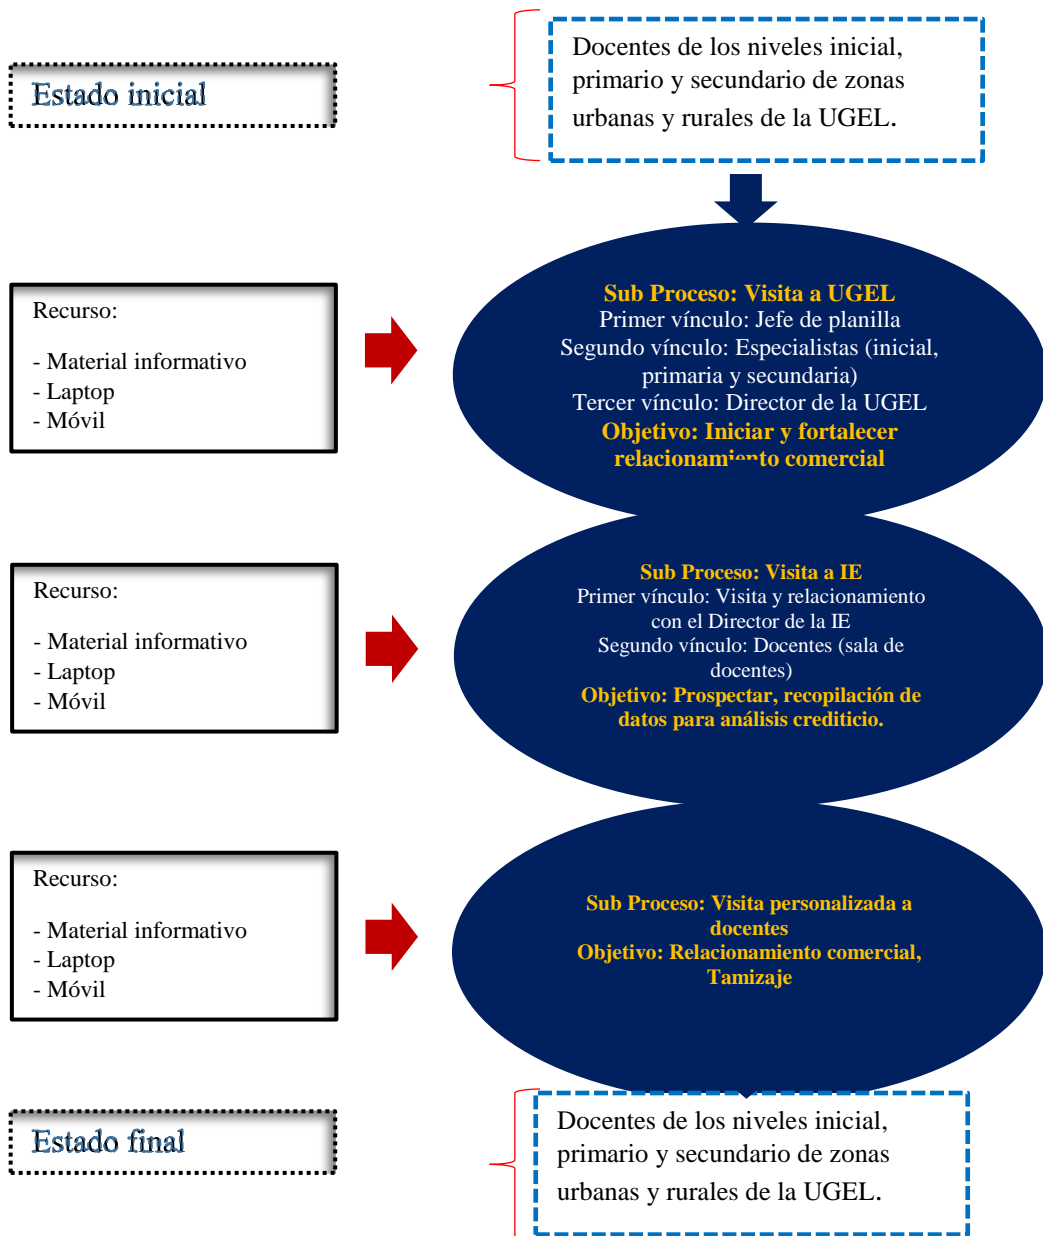 Estado inicial
Docentes de los niveles inicial,
primario y secundario de zonas
urbanas y rurales de la UGEL.
Recurso:
- Material informativo
- Laptop
- Móvil
Sub Proceso: Visita a UGEL
Primer vínculo: Jefe de planilla
Segundo vínculo: Especialistas (inicial,
primaria y secundaria)
Tercer vínculo: Director de la UGEL
Objetivo: Iniciar y fortalecer
relacionamiento comercial
Recurso:
- Material informativo
- Laptop
- Móvil
Sub Proceso: Visita a IE
Primer vínculo: Visita y relacionamiento
con el Director de la IE
Segundo vínculo: Docentes (sala de
docentes)
Objetivo: Prospectar, recopilación de
datos para análisis crediticio.
Recurso:
- Material informativo
- Laptop
- Móvil
Sub Proceso: Visita personalizada a
docentes
Objetivo: Relacionamiento comercial,
Tamizaje
Estado final
Docentes de los niveles inicial,
primario y secundario de zonas
urbanas y rurales de la UGEL.